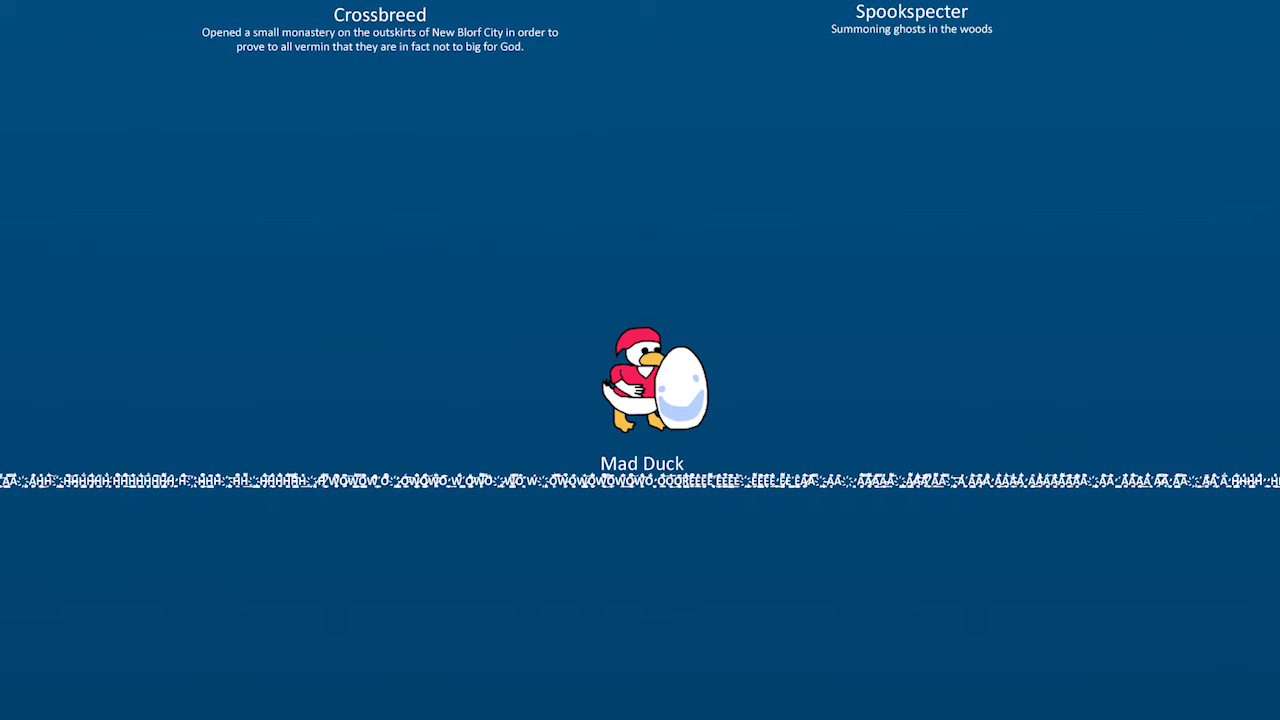 Crossbreed
Opened a small monastery on the outskirts of New Blorf City in order to
prove to all vermin that they are in fact not to big for God.
Spookspecter
Summoning ghosts in the woods
Mad Duck